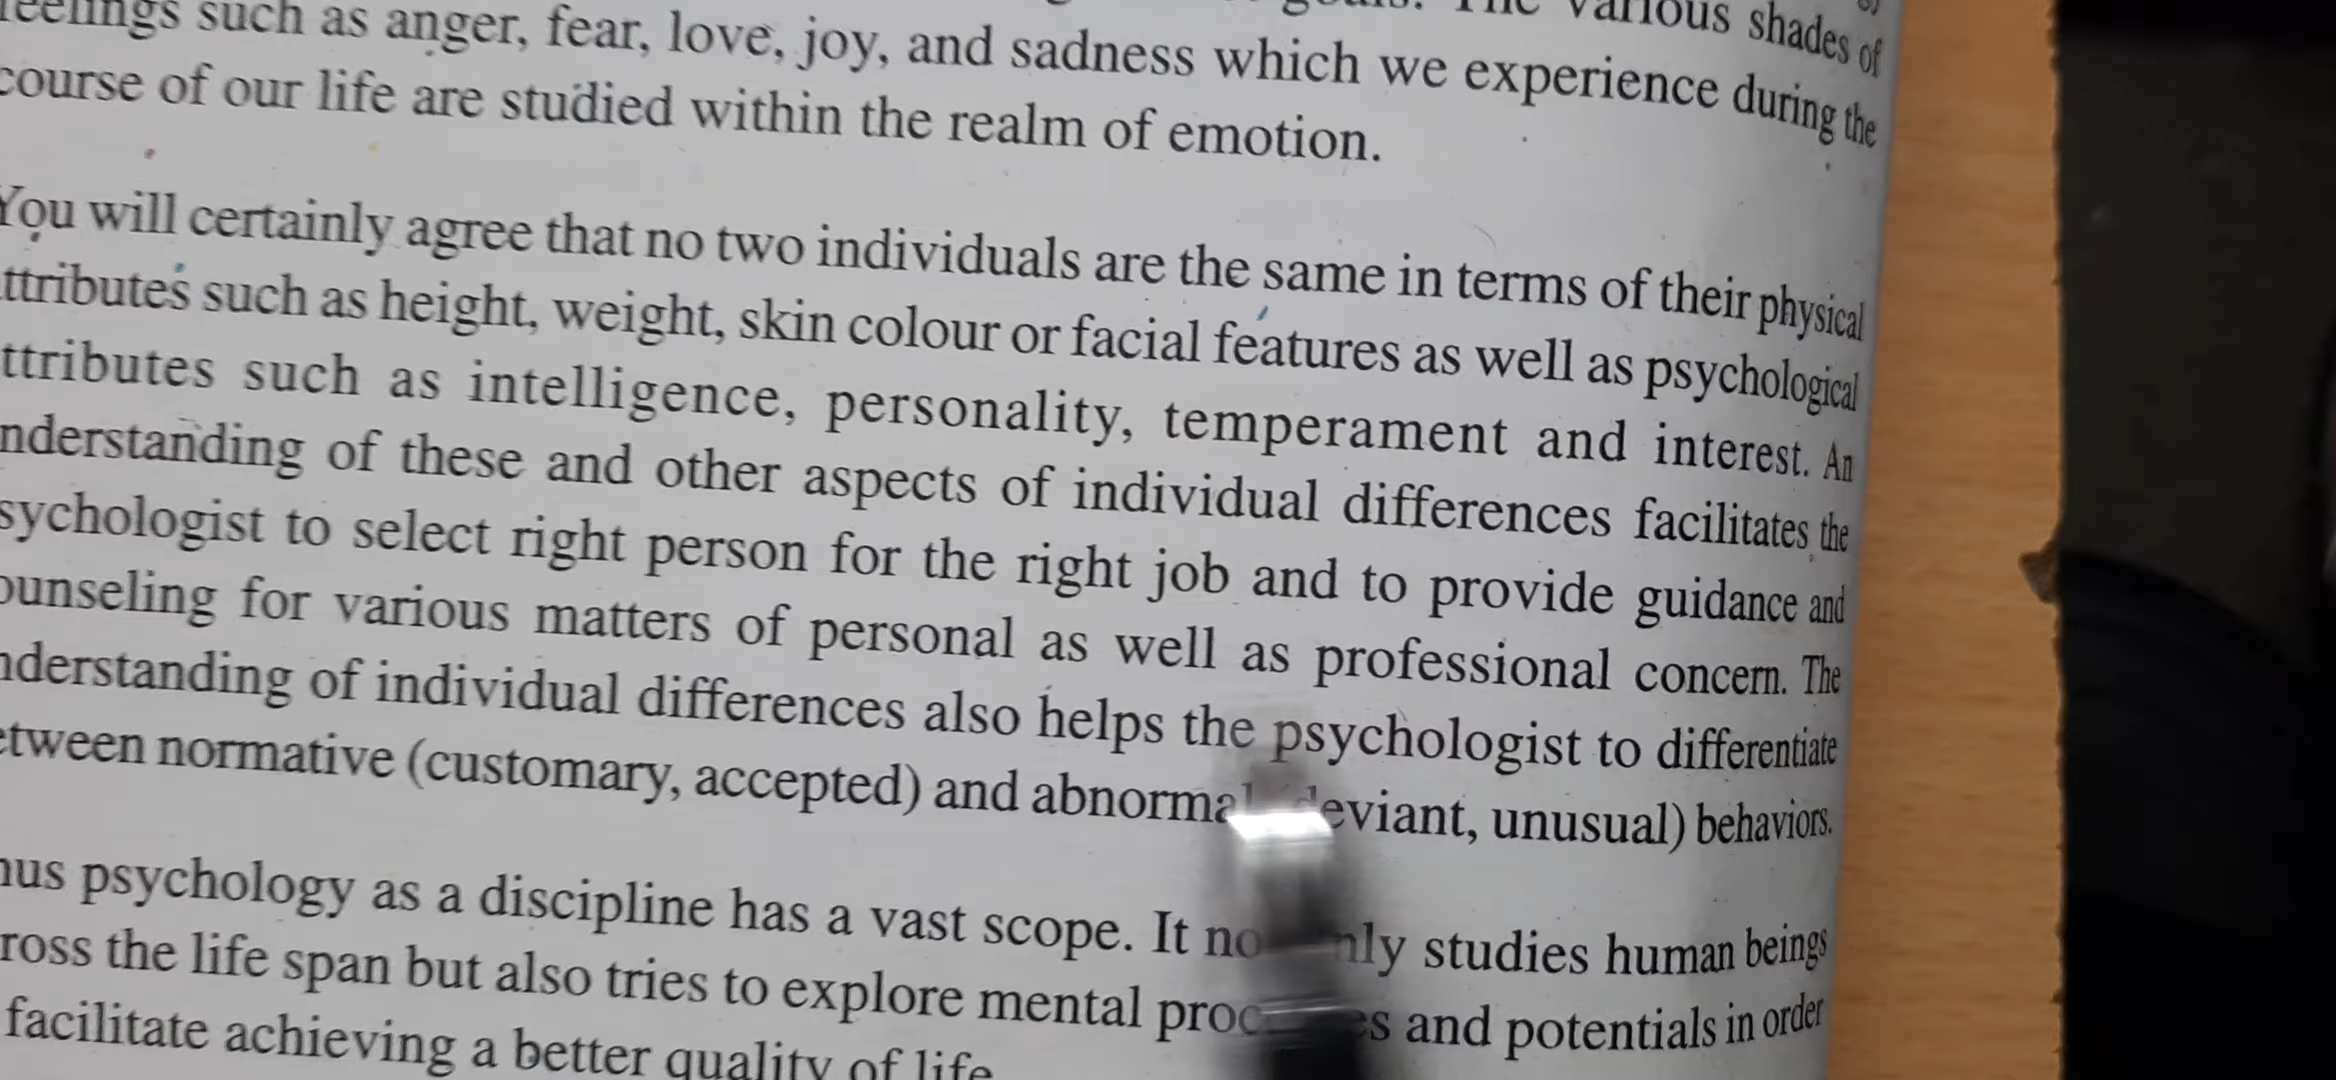 goals. The various shades of
feelings such as anger, fear, love, joy, and sadness which we experience during the
course of our life are studied within the realm of emotion.
You will certainly agree that no two individuals are the same in terms of their physical
ttributes such as height, weight, skin colour or facial features as well as psychological
ttributes such as intelligence, personality, temperament and interest. An
nderstanding of these and other aspects of individual differences facilitates the
sychologist to select right person for the right job and to provide guidance and
ounseling for various matters of personal as well as professional concern. The
nderstanding of individual differences also helps the psychologist to differentiate
etween normative (customary, accepted) and abnormal deviant, unusual) behaviors.
hus psychology as a discipline has a vast scope. It no nly studies human beings
ross the life span but also tries to explore mental proc es and potentials in order
facilitate achieving a better quality of life